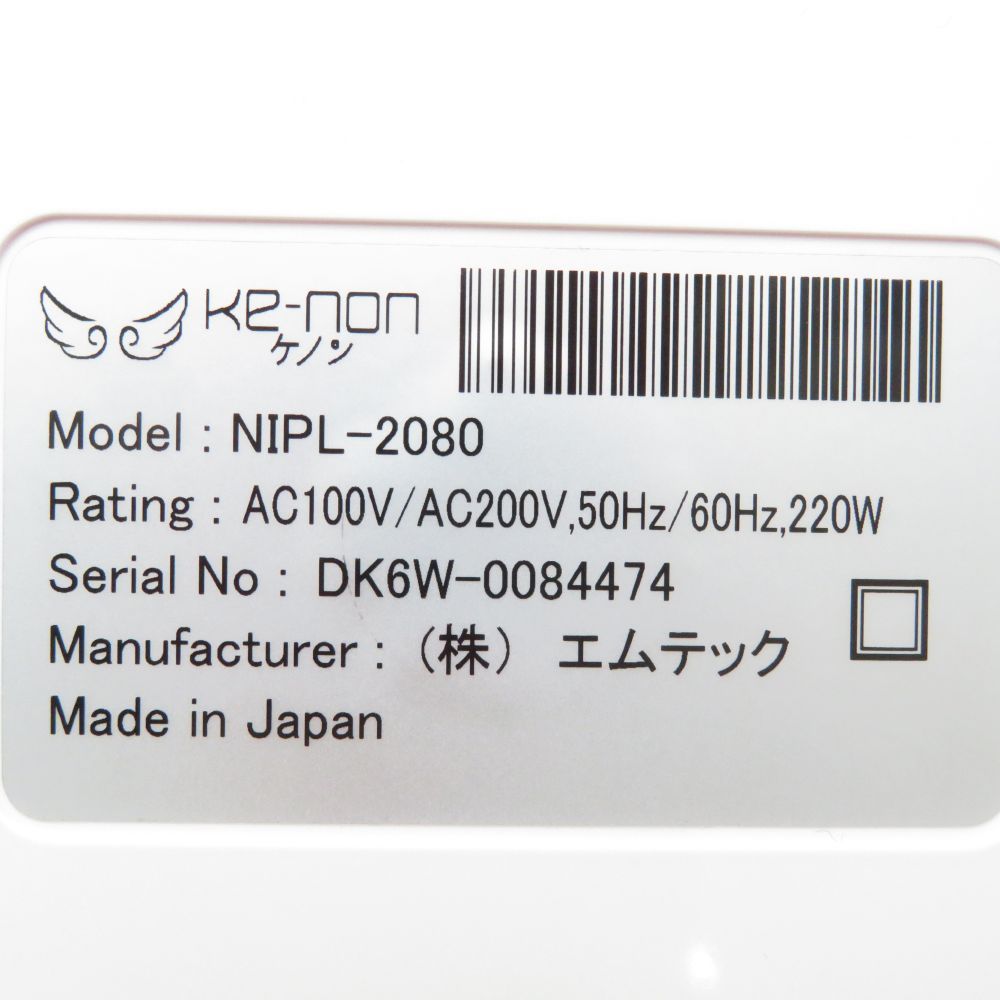 ke-non
ケノン
Model : NIPL-2080
Rating : AC100V/AC200V,50Hz/60Hz,220W
Serial No : DK6W-0084474
Manufacturer : （株） エムテック
Made in Japan